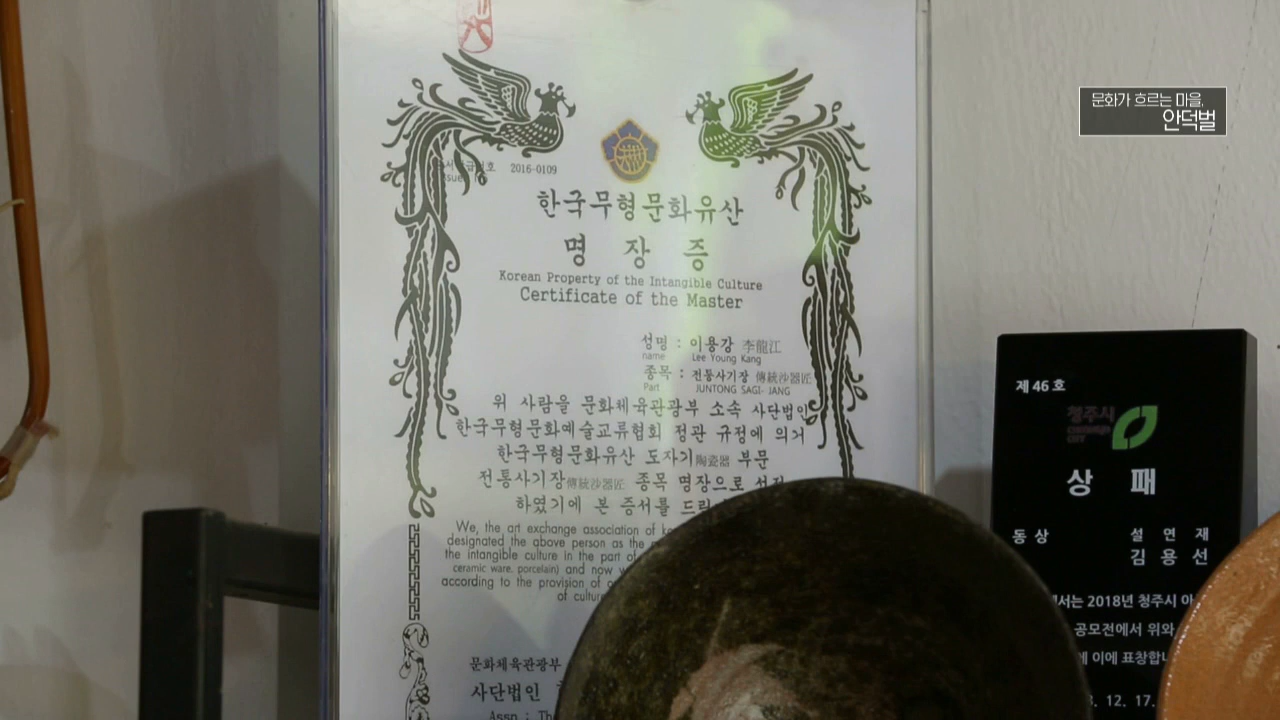 문화가 흐르는 마을,
안덕벌
2016-0109
한국무형문화유산
명 장 증
Korean Property of the Intangible Culture
Certificate of the Master
성명 : 이용강 李龍江
name Lee Young Kang
종목 : 전통사기장 傳統沙器匠
Part JUNTONG SAGI- JANG
위 사람을 문화체육관광부 소속 사단법인
한국무형문화예술교류협회 정관 규정에 의거
한국무형문화유산 도자기陶瓷器 부문
전통사기장傳統沙器匠 종목 명장으로
하였기에 본 증서를
We, the art exchange association of
designated the above person as the
the intangible culture in the part of
ceramic ware. porcelain) and now
according to the provision of
of
문화체육관광부
사단법인
Assn :
제 46 호
청주시
상 패
동 상
설 연 재
김 용 선
2018년 청주시
공모전에서 위와
이에
12. 17.